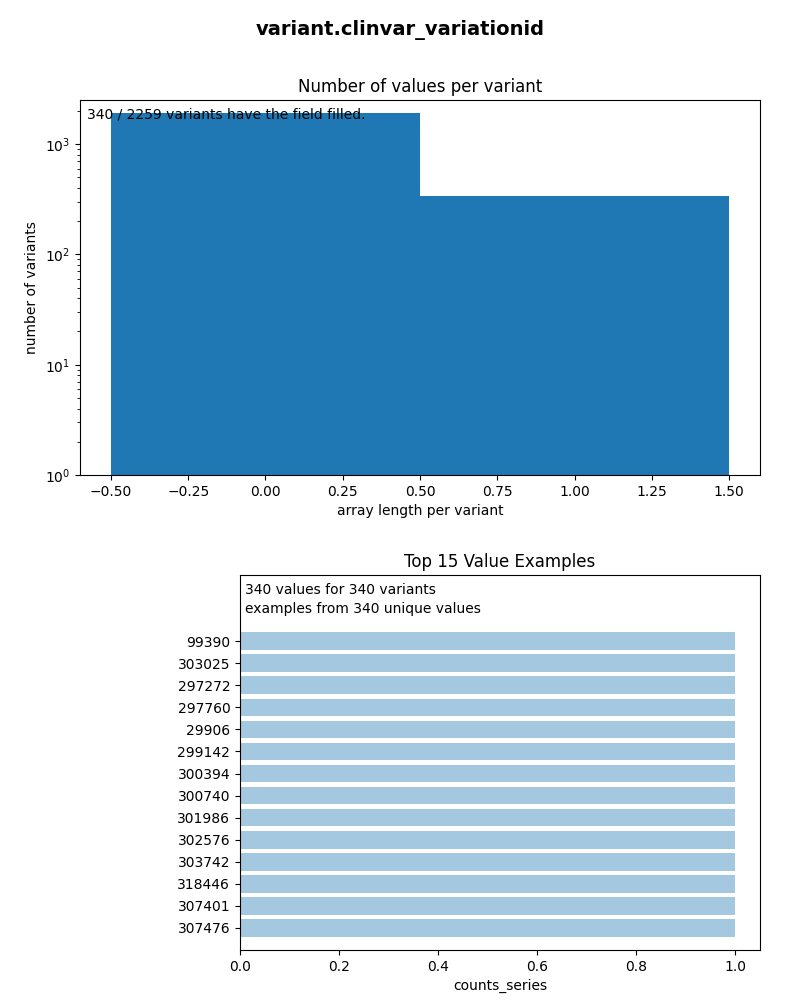 variant.clinvar_variationid
Number of values per variant
340 / 2259 variants have the field filled.
10³
10²
10¹
10⁰
number of variants
−0.50 −0.25 0.00 0.25 0.50 0.75 1.00 1.25 1.50
array length per variant
Top 15 Value Examples
340 values for 340 variants
examples from 340 unique values
99390
303025
297272
297760
29906
299142
300394
300740
301986
302576
303742
318446
307401
307476
0.0 0.2 0.4 0.6 0.8 1.0
counts_series